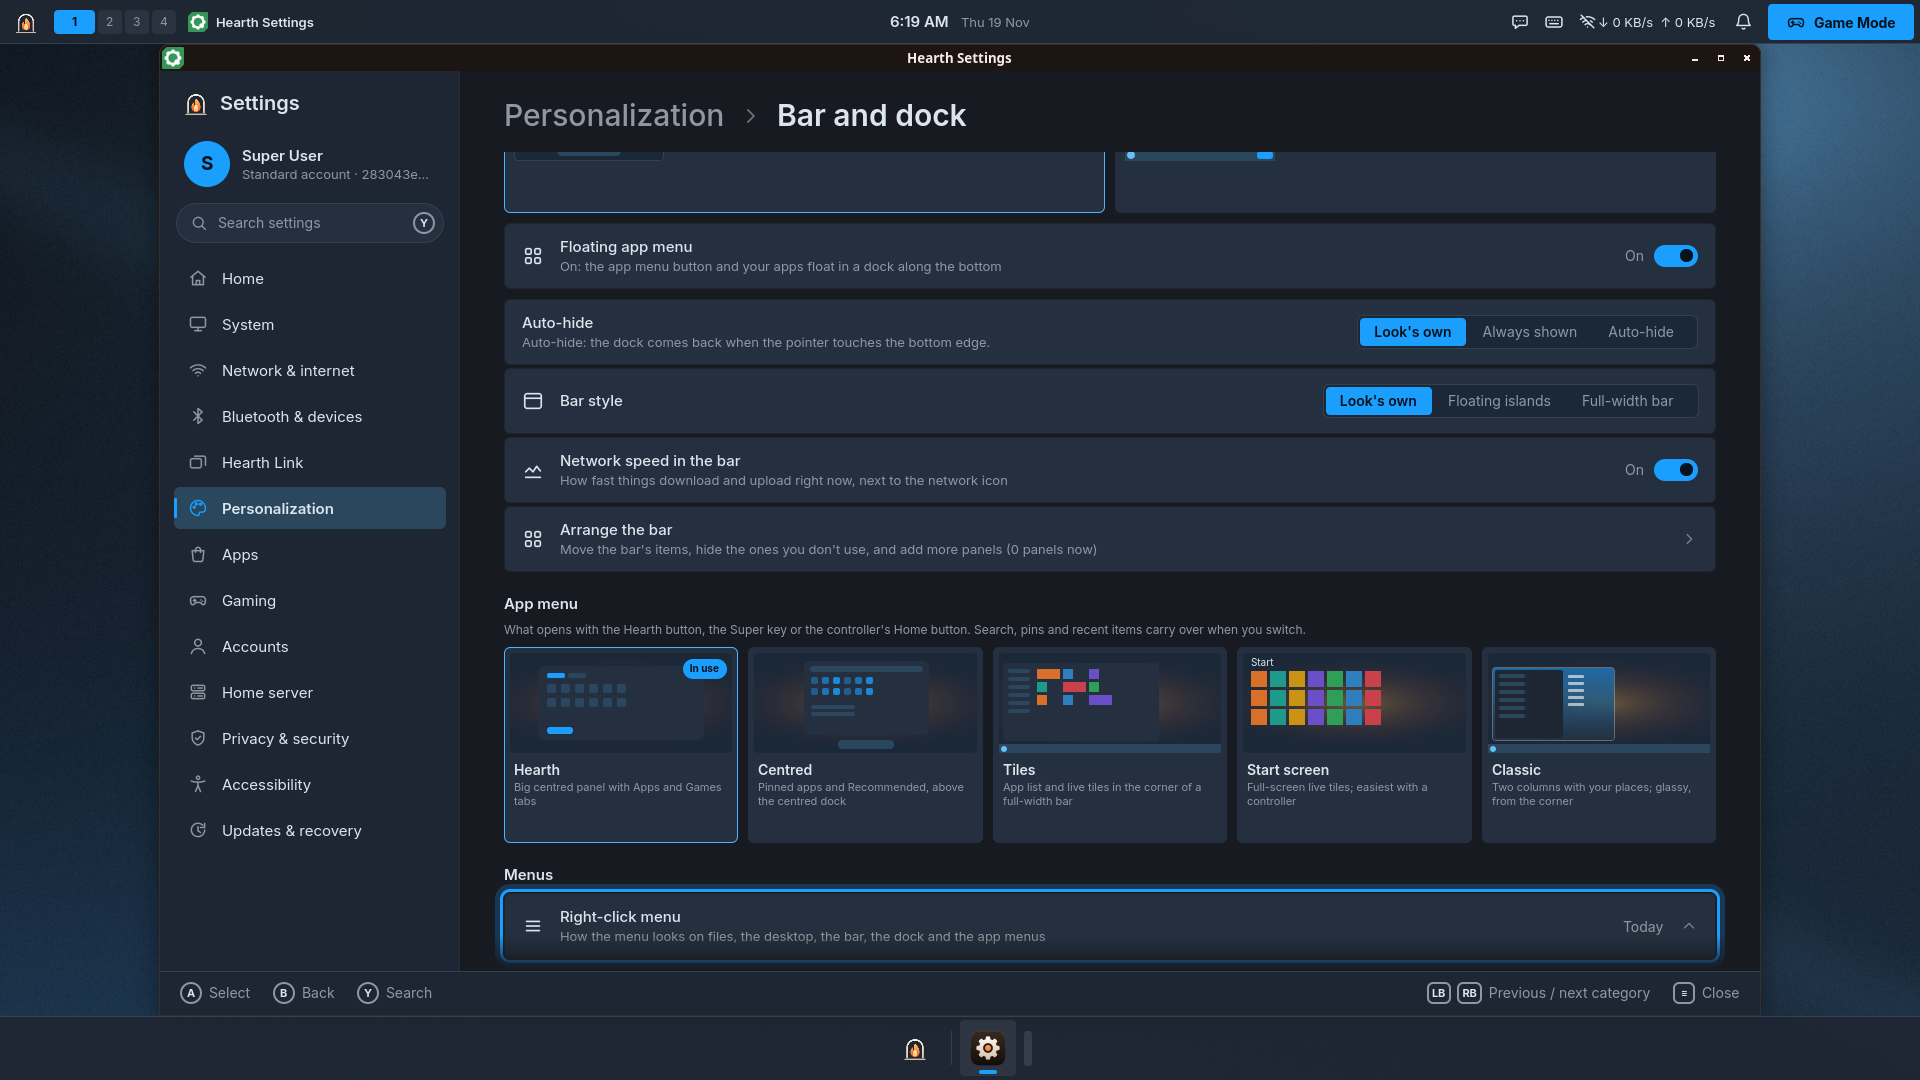 1 2 3 4 Hearth Settings
6:19 AM Thu 19 Nov
↓ 0 KB/s ↑ 0 KB/s
Game Mode
Hearth Settings
Settings
S
Super User
Standard account · 283043e...
Search settings Y
Home
System
Network & internet
Bluetooth & devices
Hearth Link
Personalization
Apps
Gaming
Accounts
Home server
Privacy & security
Accessibility
Updates & recovery
Personalization > Bar and dock
Floating app menu
On: the app menu button and your apps float in a dock along the bottom
On
Auto-hide
Auto-hide: the dock comes back when the pointer touches the bottom edge.
Look's own Always shown Auto-hide
Bar style
Look's own Floating islands Full-width bar
Network speed in the bar
How fast things download and upload right now, next to the network icon
On
Arrange the bar
Move the bar's items, hide the ones you don't use, and add more panels (0 panels now)
App menu
What opens with the Hearth button, the Super key or the controller's Home button. Search, pins and recent items carry over when you switch.
In use
Hearth
Big centred panel with Apps and Games
tabs
Centred
Pinned apps and Recommended, above
the centred dock
Tiles
App list and live tiles in the corner of a
full-width bar
Start
Start screen
Full-screen live tiles; easiest with a
controller
Classic
Two columns with your places; glassy,
from the corner
Menus
Right-click menu
How the menu looks on files, the desktop, the bar, the dock and the app menus
Today
A Select B Back Y Search
LB RB Previous / next category ≡ Close